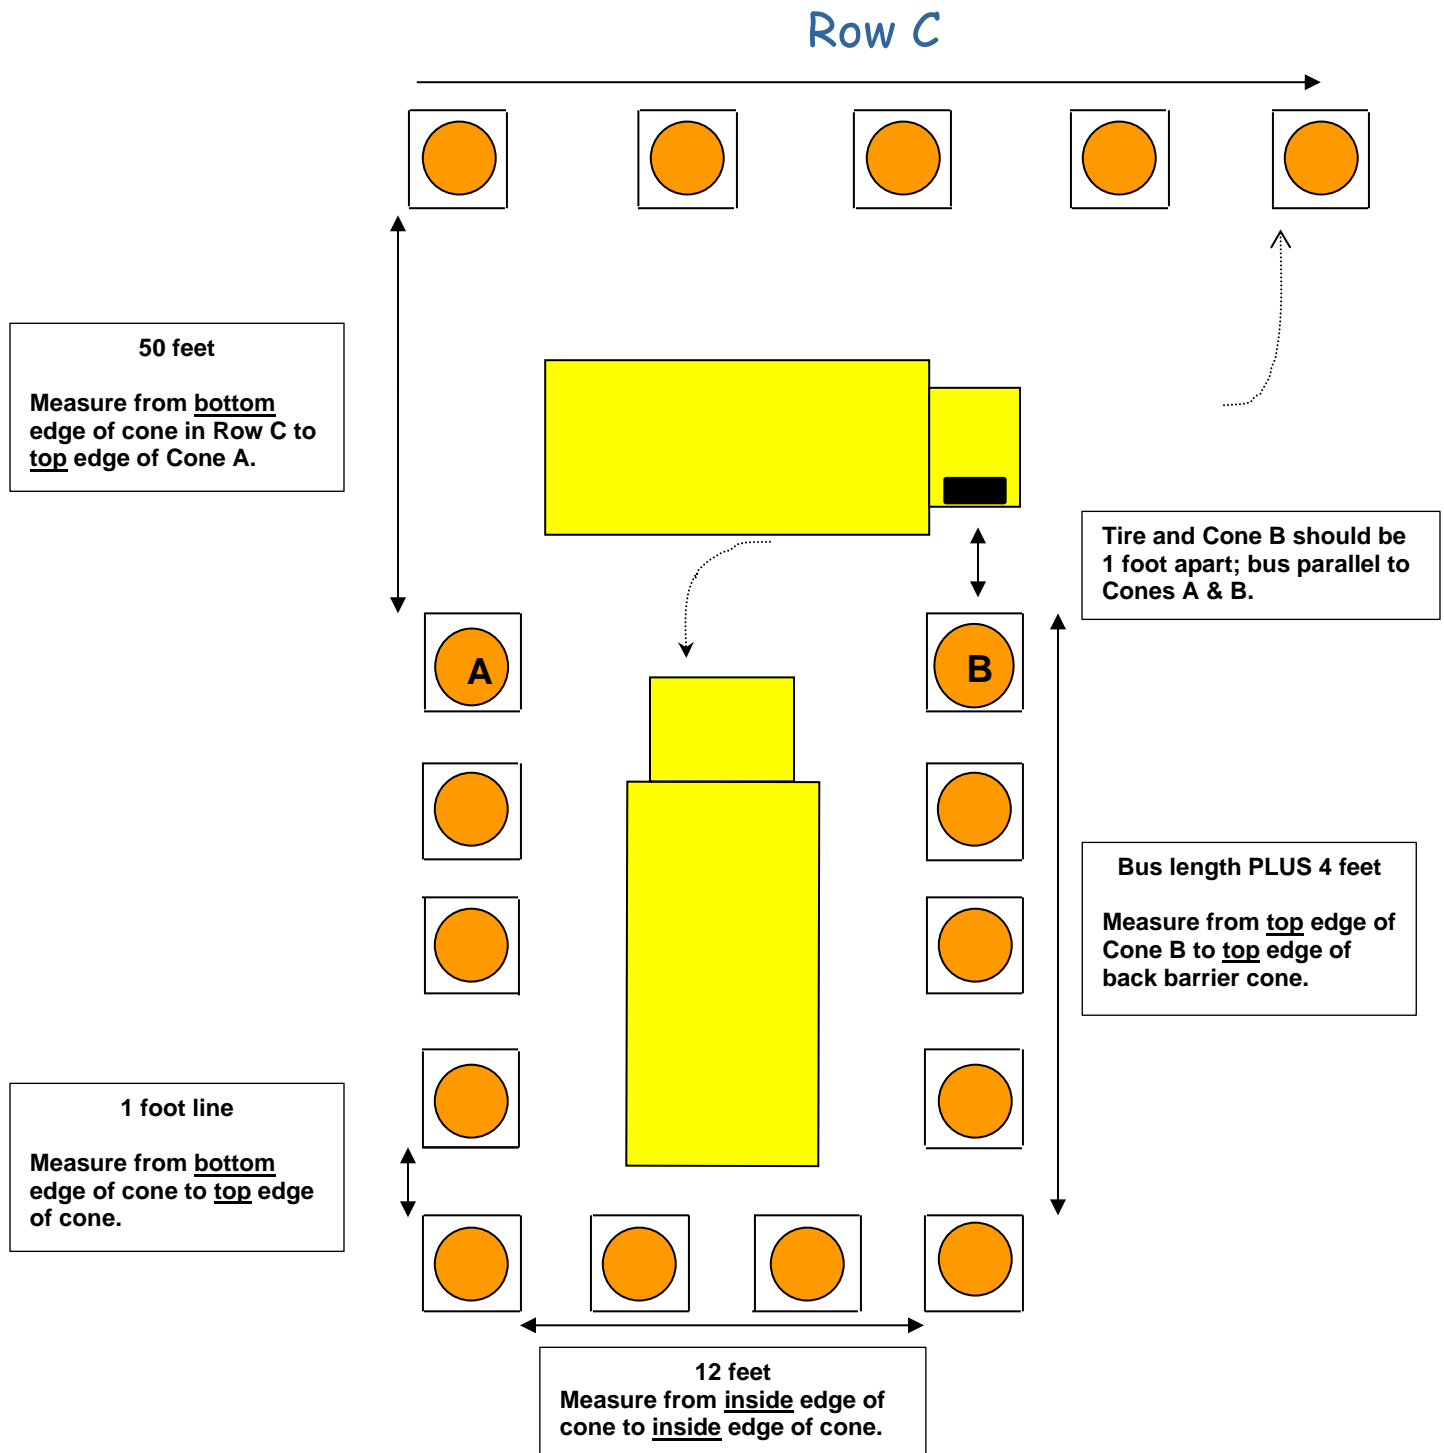 Row C
50 feet
Measure from bottom
edge of cone in Row C to
top edge of Cone A.
Tire and Cone B should be
1 foot apart; bus parallel to
Cones A & B.
A
B
Bus length PLUS 4 feet
Measure from top edge of
Cone B to top edge of
back barrier cone.
1 foot line
Measure from bottom
edge of cone to top edge
of cone.
12 feet
Measure from inside edge of
cone to inside edge of cone.